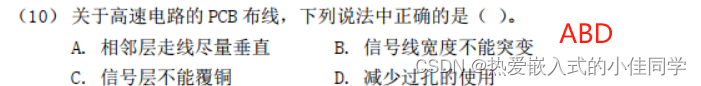 （10） 关于高速电路的 PCB 布线，下列说法中正确的是（ ）。
ABD
A. 相邻层走线尽量垂直 B. 信号线宽度不能突变
C. 信号层不能覆铜 D. 减少过孔的使用
CSDN @热爱嵌入式的小佳同学